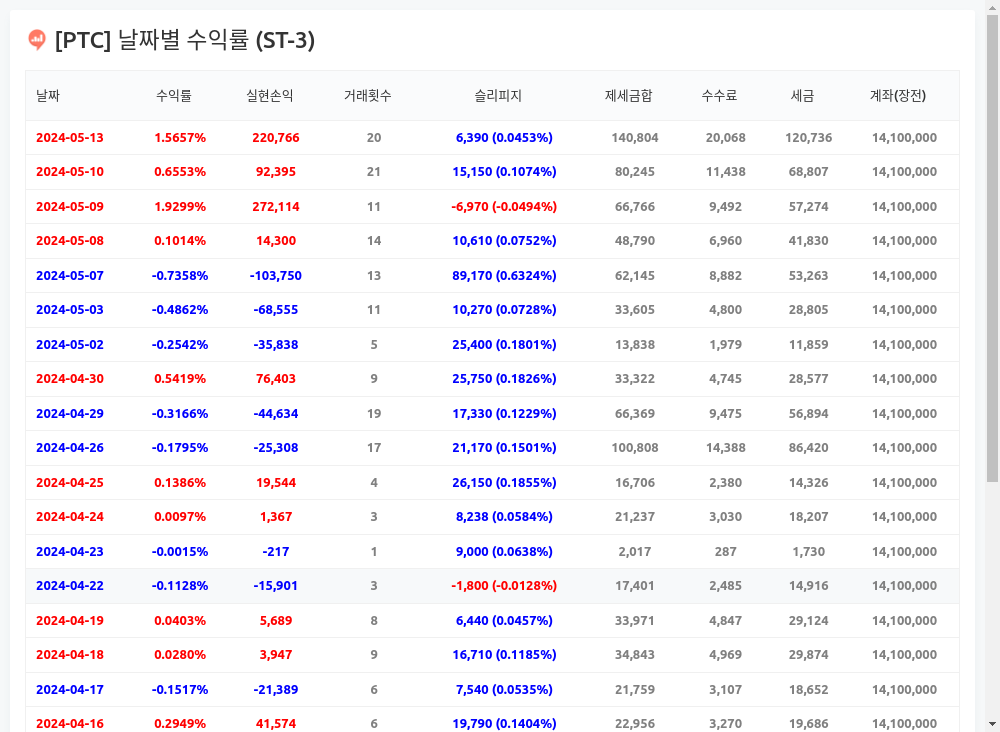 [PTC] 날짜별 수익률 (ST-3)
날짜 수익률 실현손익 거래횟수 슬리피지 제세금합 수수료 세금 계좌(장전)
2024-05-13 1.5657% 220,766 20 6,390 (0.0453%) 140,804 20,068 120,736 14,100,000
2024-05-10 0.6553% 92,395 21 15,150 (0.1074%) 80,245 11,438 68,807 14,100,000
2024-05-09 1.9299% 272,114 11 -6,970 (-0.0494%) 66,766 9,492 57,274 14,100,000
2024-05-08 0.1014% 14,300 14 10,610 (0.0752%) 48,790 6,960 41,830 14,100,000
2024-05-07 -0.7358% -103,750 13 89,170 (0.6324%) 62,145 8,882 53,263 14,100,000
2024-05-03 -0.4862% -68,555 11 10,270 (0.0728%) 33,605 4,800 28,805 14,100,000
2024-05-02 -0.2542% -35,838 5 25,400 (0.1801%) 13,838 1,979 11,859 14,100,000
2024-04-30 0.5419% 76,403 9 25,750 (0.1826%) 33,322 4,745 28,577 14,100,000
2024-04-29 -0.3166% -44,634 19 17,330 (0.1229%) 66,369 9,475 56,894 14,100,000
2024-04-26 -0.1795% -25,308 17 21,170 (0.1501%) 100,808 14,388 86,420 14,100,000
2024-04-25 0.1386% 19,544 4 26,150 (0.1855%) 16,706 2,380 14,326 14,100,000
2024-04-24 0.0097% 1,367 3 8,238 (0.0584%) 21,237 3,030 18,207 14,100,000
2024-04-23 -0.0015% -217 1 9,000 (0.0638%) 2,017 287 1,730 14,100,000
2024-04-22 -0.1128% -15,901 3 -1,800 (-0.0128%) 17,401 2,485 14,916 14,100,000
2024-04-19 0.0403% 5,689 8 6,440 (0.0457%) 33,971 4,847 29,124 14,100,000
2024-04-18 0.0280% 3,947 9 16,710 (0.1185%) 34,843 4,969 29,874 14,100,000
2024-04-17 -0.1517% -21,389 6 7,540 (0.0535%) 21,759 3,107 18,652 14,100,000
2024-04-16 0.2949% 41,574 6 19,790 (0.1404%) 22,956 3,270 19,686 14,100,000